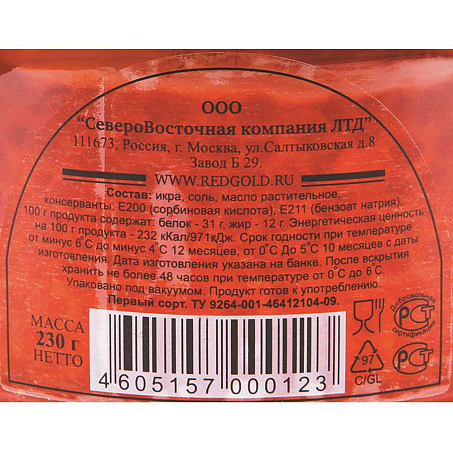 ООО
“СевероВосточная компания ЛТД”
111673, Россия, г. Москва, ул.Салтыковская д.8
Завод Б 29.
WWW.REDGOLD.RU
Состав: икра, соль, масло растительное.
консерванты: Е200 (сорбиновая кислота), Е211 (бензоат натрия).
100 г продукта содержат: белок - 31 г, жир - 12 г. Энергетическая ценность
на 100 г продукта - 232 кКал/971кДж. Срок годности при температуре
от минус 6°С до минус 4°С 12 месяцев, от 0°С до 5°С 10 месяцев с даты
изготовления. Дата изготовления указана на банке. После вскрытия
хранить не более 48 часов при температуре от 0°С до 6°С
Упаковано под вакуумом. Продукт готов к употреблению.
Первый сорт. ТУ 9264-001-46412104-09.
МАССА
230 г
НЕТТО
4 605157 000123
97
C/GL
Добровольная
сертификация
РСТ
РСТ